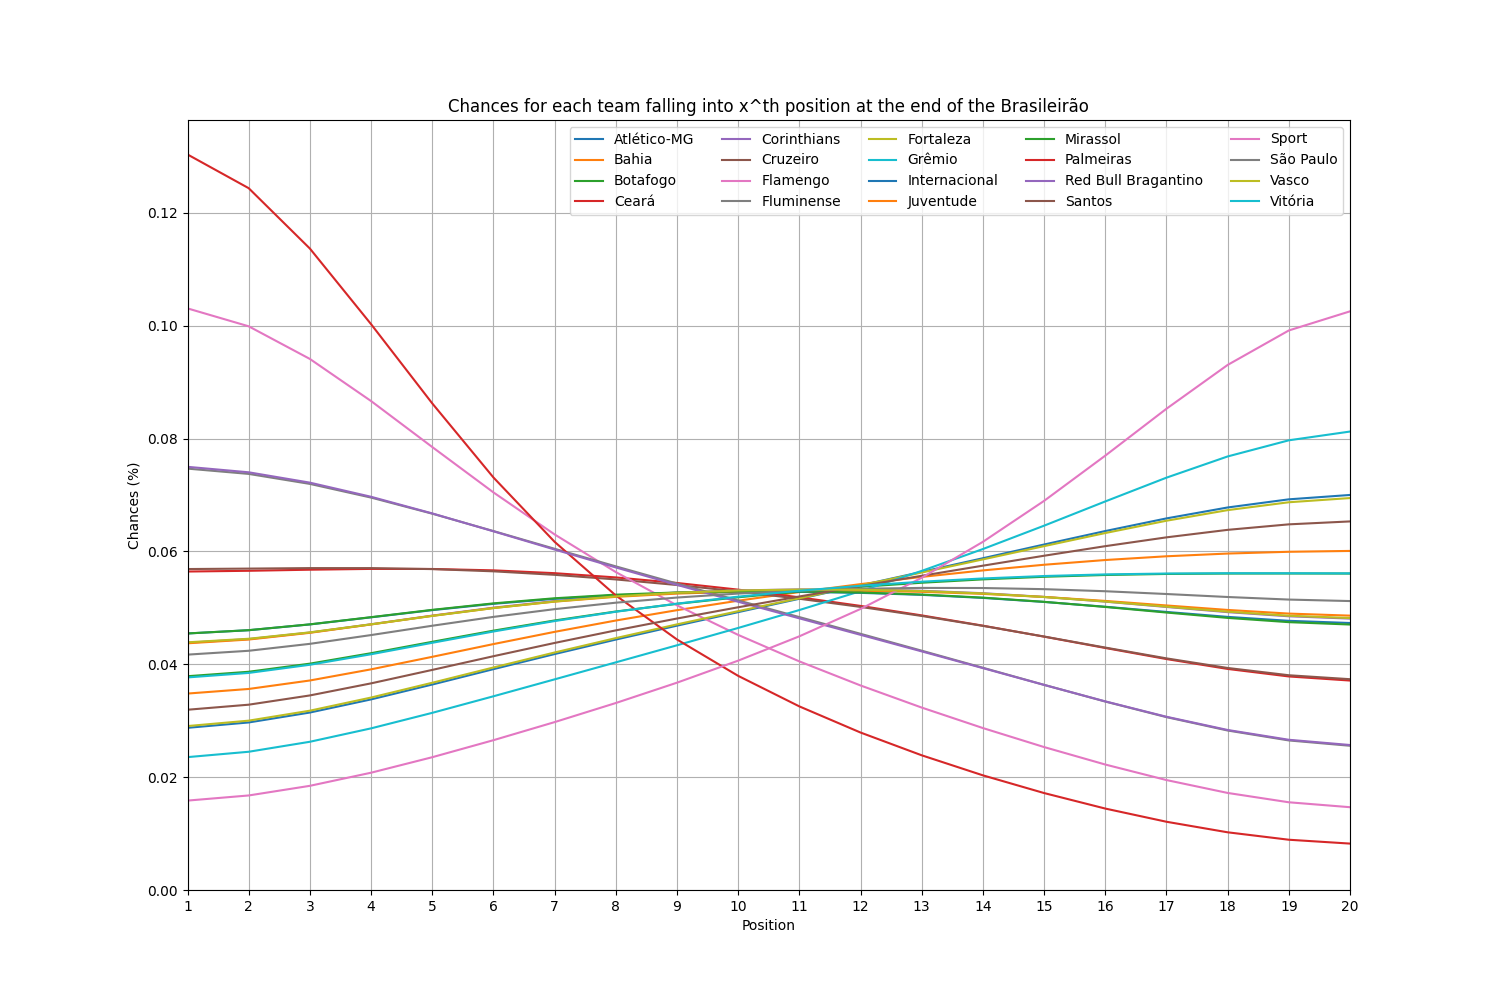 Chances for each team falling into x^th position at the end of the Brasileirão
Atlético-MG Corinthians Fortaleza Mirassol Sport
Bahia Cruzeiro Grêmio Palmeiras São Paulo
Botafogo Flamengo Internacional Red Bull Bragantino Vasco
Ceará Fluminense Juventude Santos Vitória
0.12
0.10
0.08
0.06
0.04
0.02
0.00
Chances (%)
1 2 3 4 5 6 7 8 9 10 11 12 13 14 15 16 17 18 19 20
Position